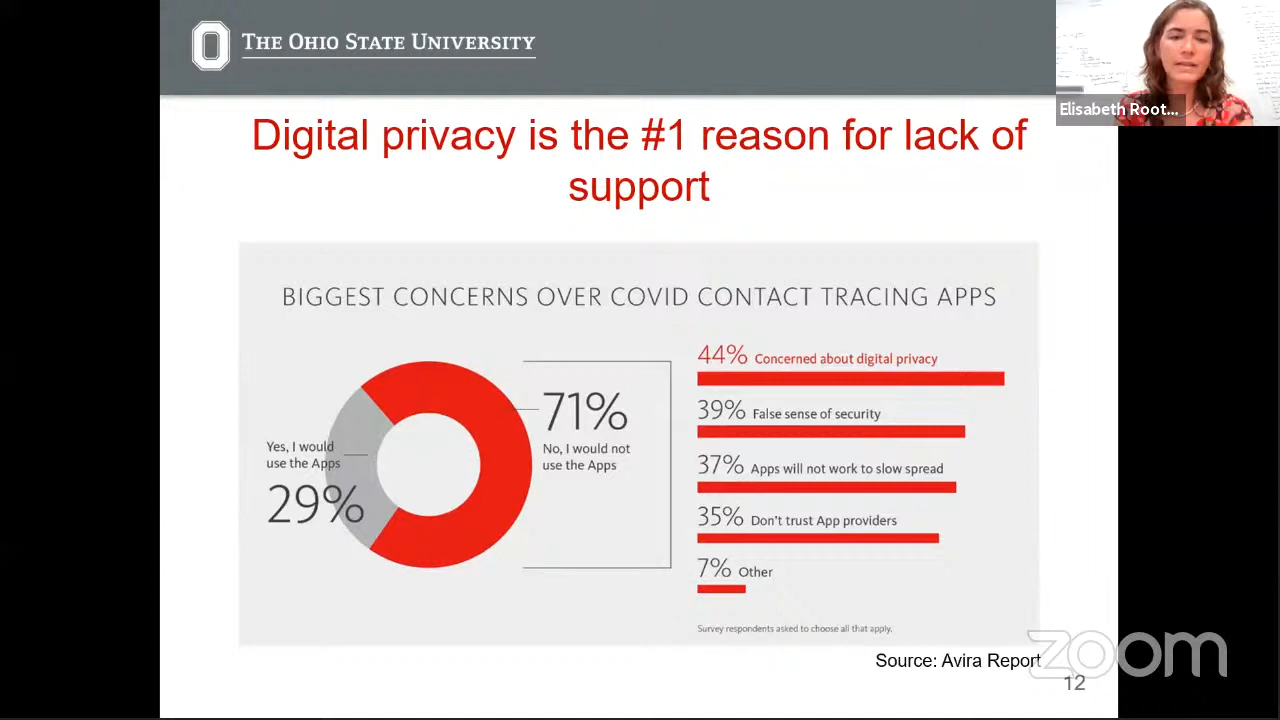 THE OHIO STATE UNIVERSITY
Elisabeth Root...
Digital privacy is the #1 reason for lack of
support
BIGGEST CONCERNS OVER COVID CONTACT TRACING APPS
Yes, I would
use the Apps
29%
71%
No, I would not
use the Apps
44% Concerned about digital privacy
39% False sense of security
37% Apps will not work to slow spread
35% Don't trust App providers
7% Other
Survey respondents asked to choose all that apply.
Source: Avira Report
zoom
12